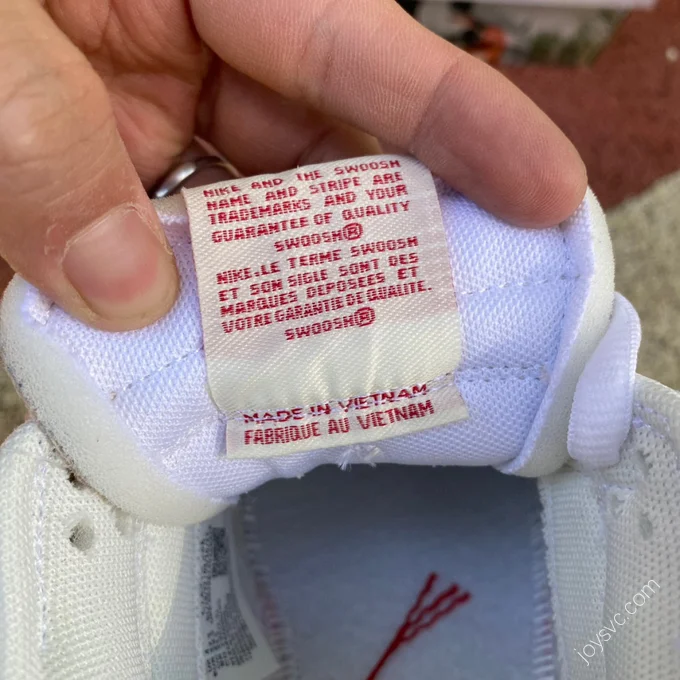 NIKE AND THE SWOOSH
NAME AND STRIPE ARE
TRADEMARKS AND YOUR
GUARANTEE OF QUALITY
SWOOSH®
NIKE.LE TERME SWOOSH
ET SON SIGLE SONT DES
MARQUES DEPOSEES ET
VOTRE GARANTIE DE QUALITE.
SWOOSH®
MADE IN VIETNAM
FABRIQUE AU VIETNAM
joysvc.com